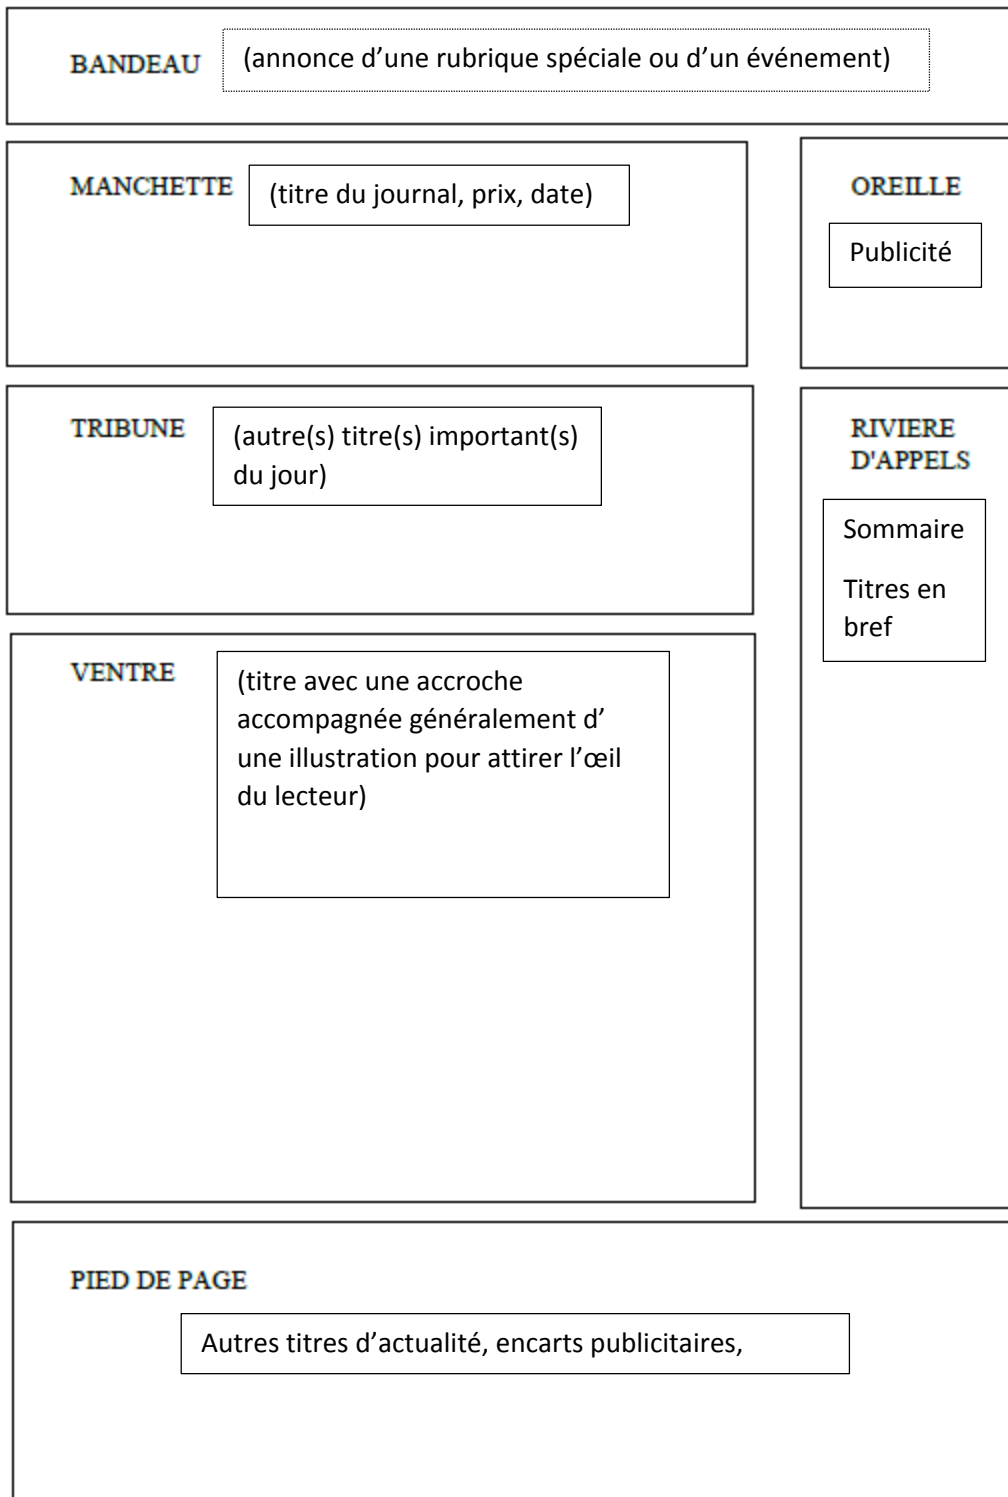 BANDEAU
(annonce d’une rubrique spéciale ou d’un événement)
MANCHETTE
(titre du journal, prix, date)
OREILLE
Publicité
TRIBUNE
(autre(s) titre(s) important(s)
du jour)
RIVIERE
D'APPELS
Sommaire
Titres en
bref
VENTRE
(titre avec une accroche
accompagnée généralement d’
une illustration pour attirer l’œil
du lecteur)
PIED DE PAGE
Autres titres d’actualité, encarts publicitaires,